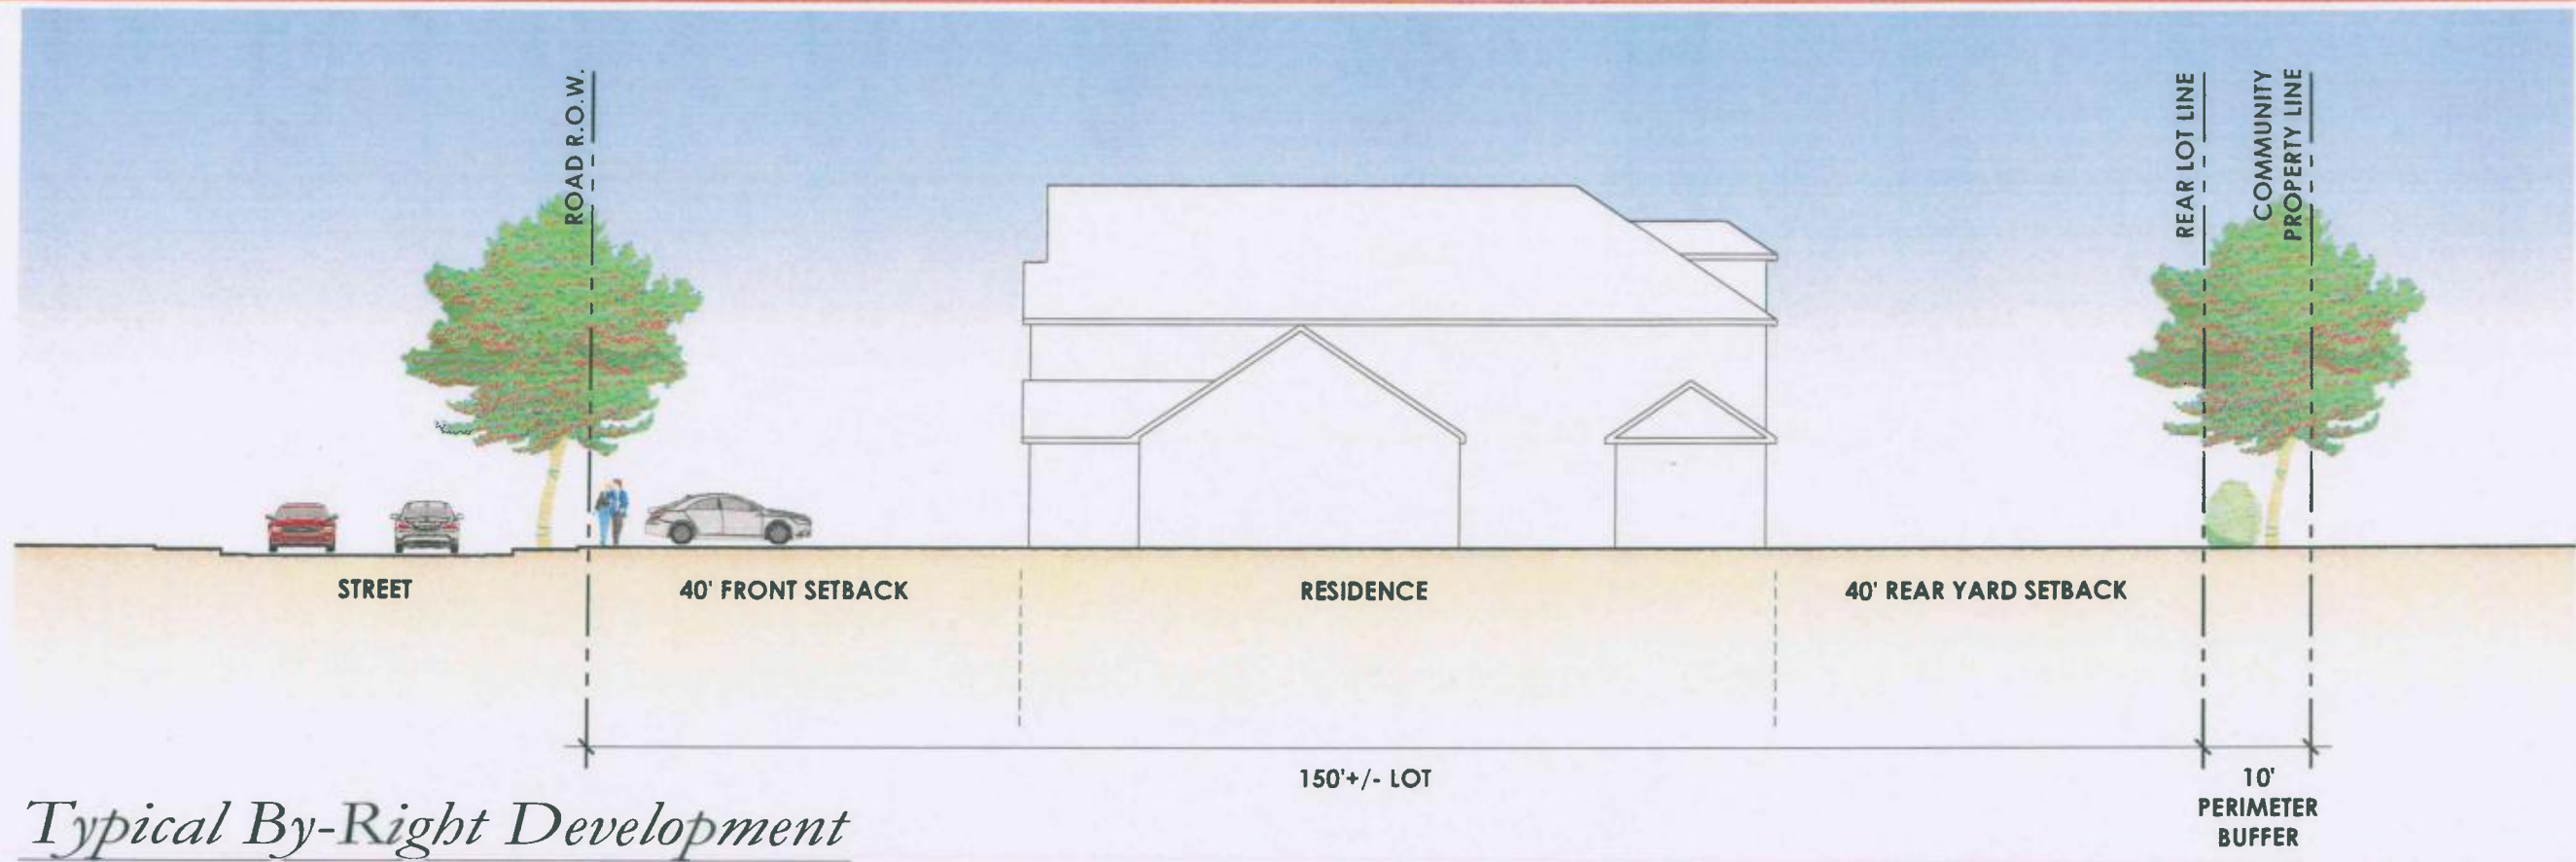 ROAD R.O.W.
REAR LOT LINE
COMMUNITY
PROPERTY LINE
STREET
40' FRONT SETBACK
RESIDENCE
40' REAR YARD SETBACK
150'+/- LOT
10'
PERIMETER
BUFFER
Typical By-Right Development